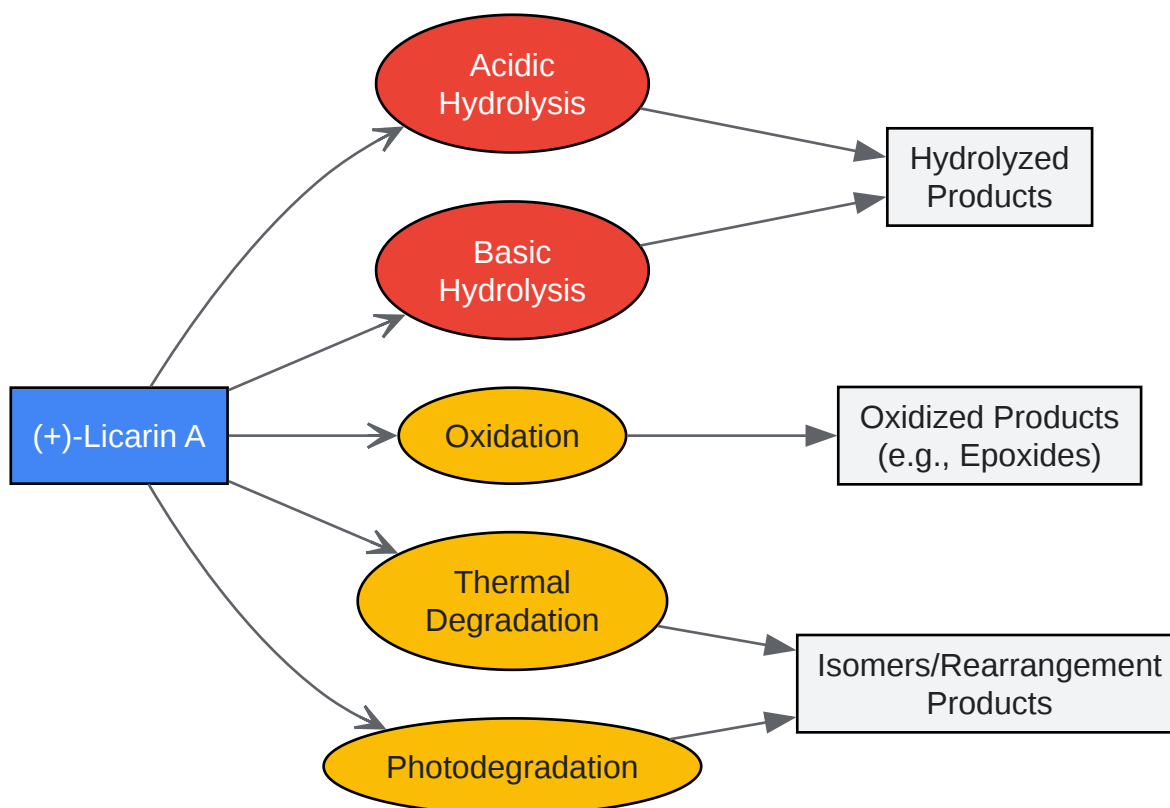 (+)-Licarin A
Acidic
Hydrolysis
Basic
Hydrolysis
Oxidation
Thermal
Degradation
Photodegradation
Hydrolyzed
Products
Oxidized Products
(e.g., Epoxides)
Isomers/Rearrangement
Products